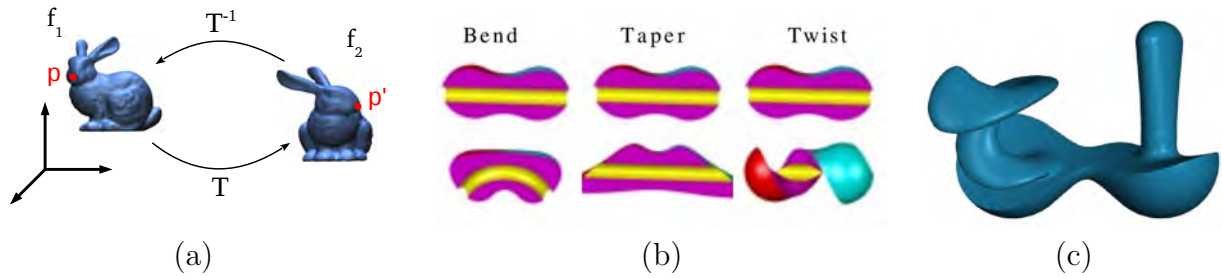 f₁
T⁻¹
f₂
p
p'
T
(a)
Bend Taper Twist
(b)
(c)